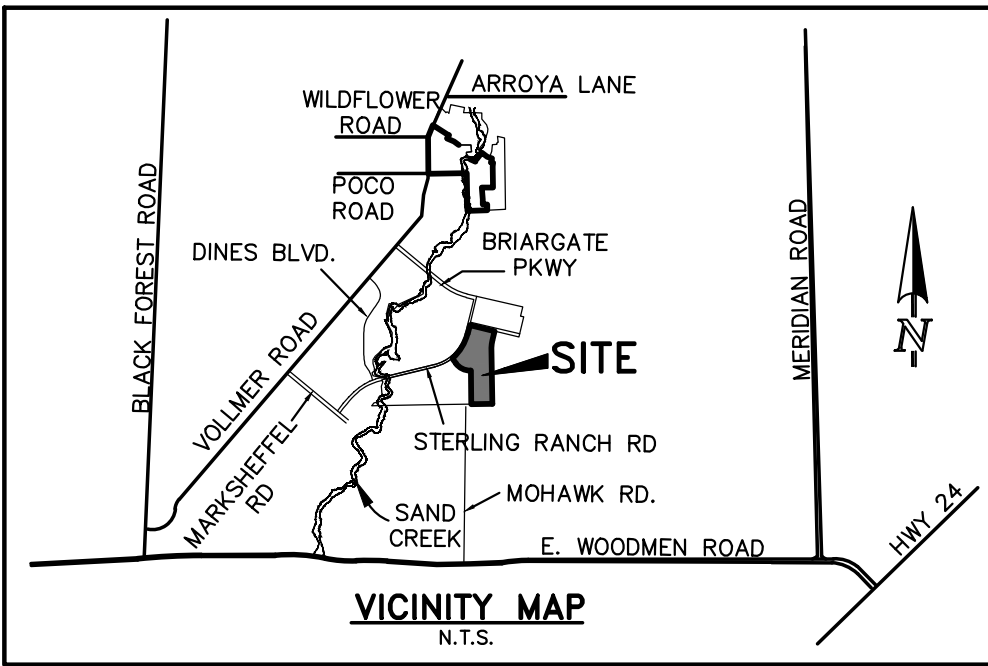 ARROYA LANE
WILDFLOWER
ROAD
POCO
ROAD
BLACK FOREST ROAD
DINES BLVD.
BRIARGATE
PKWY
MERIDIAN ROAD
N
VOLLMER ROAD
SITE
MARKSHEFFEL
RD
STERLING RANCH RD
MOHAWK RD.
SAND
CREEK
E. WOODMEN ROAD
HWY 24
VICINITY MAP
N.T.S.